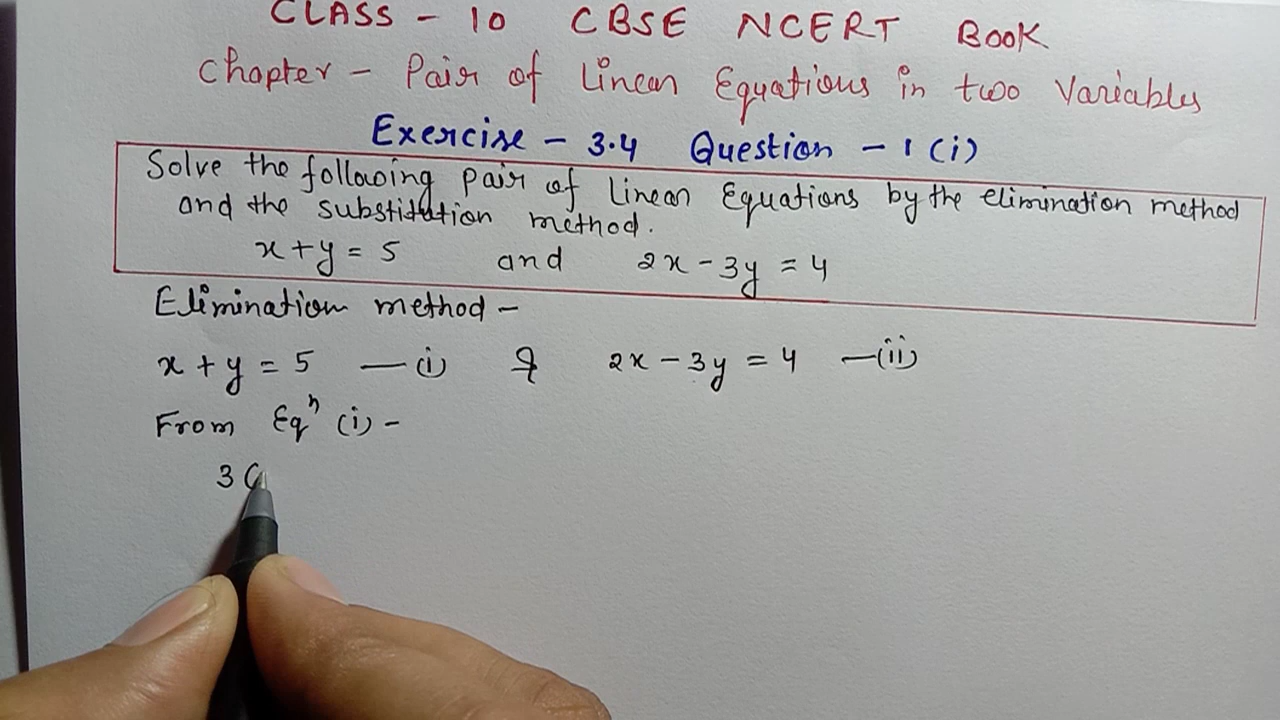 CLASS - 10 CBSE NCERT Book
Chapter - Pair of Linear Equations in two Variables
Exercise - 3.4 Question - 1 (i)
Solve the following pair of linear Equations by the elimination method
and the substitution method.
x + y = 5 and 2x - 3y = 4
Elimination method -
x + y = 5 —(i) & 2x - 3y = 4 —(ii)
From Eqⁿ (i) -
3 (